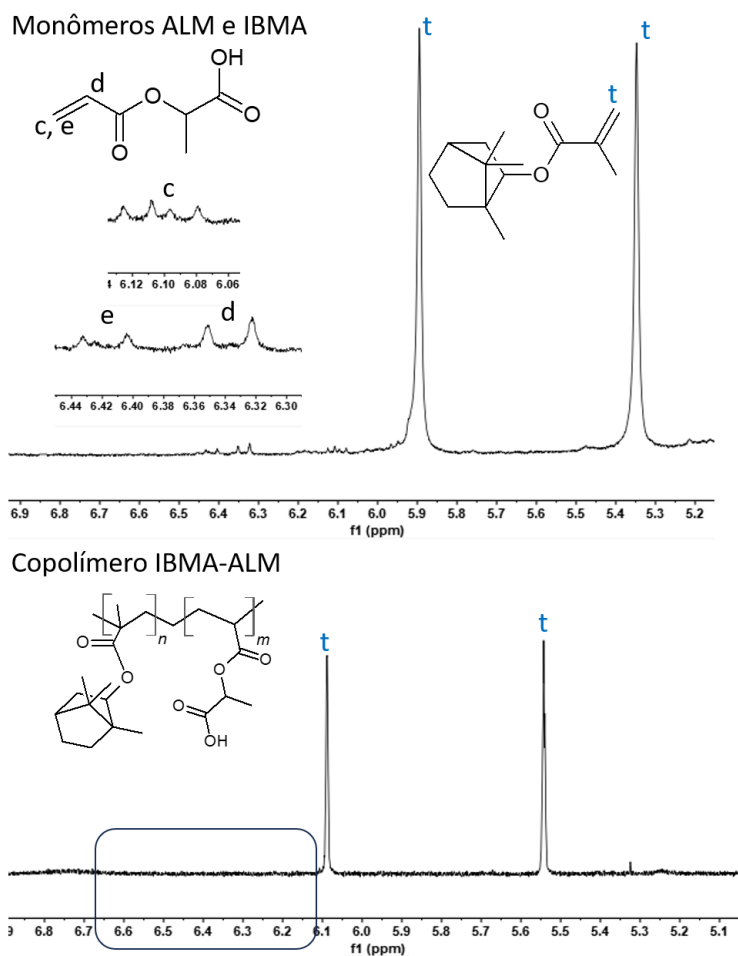 Monômeros ALM e IBMA
t
t
OH
d
O
O
c, e
O
t
O
O
c
6.12 6.10 6.08 6.06
e
d
6.44 6.42 6.40 6.38 6.36 6.34 6.32 6.30
6.9 6.8 6.7 6.6 6.5 6.4 6.3 6.2 6.1 6.0 5.9 5.8 5.7 5.6 5.5 5.4 5.3 5.2
f1 (ppm)
Copolímero IBMA-ALM
t
t
n
m
O
O
O
O
O
OH
9 6.8 6.7 6.6 6.5 6.4 6.3 6.2 6.1 6.0 5.9 5.8 5.7 5.6 5.5 5.4 5.3 5.2 5.1
f1 (ppm)